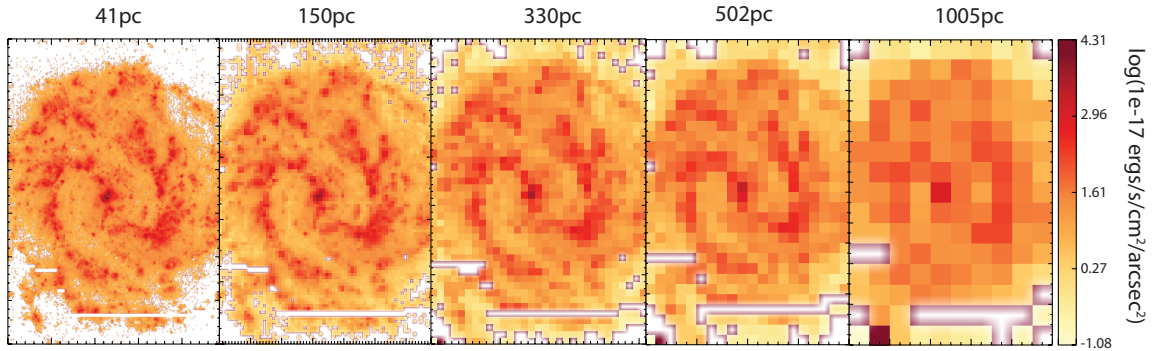 41pc
150pc
330pc
502pc
1005pc
4.31
2.96
1.61
0.27
-1.08
log(1e-17 ergs/s/cm²/arcsec²)